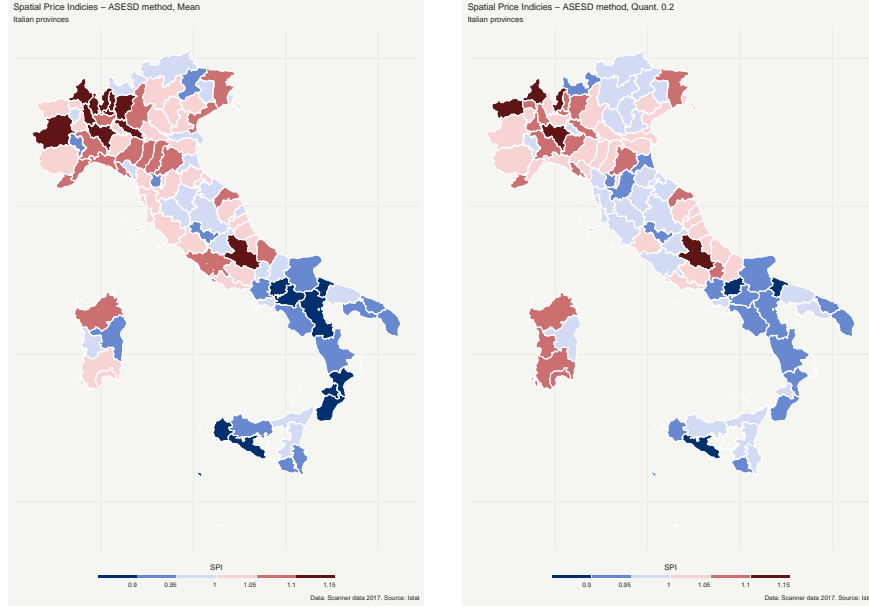 Spatial Price Indicies – ASESD method, Mean
Italian provinces
SPI
0.9 0.95 1 1.05 1.1 1.15
Data: Scanner data 2017. Source: Istat
Spatial Price Indicies – ASESD method, Quant. 0.2
Italian provinces
SPI
0.9 0.95 1 1.05 1.1 1.15
Data: Scanner data 2017. Source: Ista